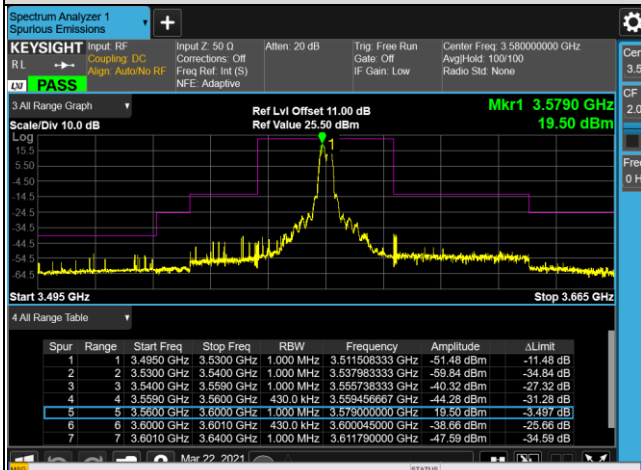 Spectrum Analyzer 1
Spurious Emissions
+
KEYSIGHT Input: RF Input Z: 50 Ω Atten: 20 dB Trig: Free Run Center Freq: 3.580000000 GHz
RL Coupling: DC Corrections: Off Gate: Off Avg|Hold: 100/100
Align: Auto/No RF Freq Ref: Int (S) IF Gain: Low Radio Std: None
LXI PASS NFE: Adaptive
3 All Range Graph
Ref Lvl Offset 11.00 dB Mkr1 3.5790 GHz
Scale/Div 10.0 dB Ref Value 25.50 dBm 19.50 dBm
Log
15.5
1
5.50
-4.50
-14.5
-24.5
-34.5
-44.5
-54.5
-64.5
Start 3.495 GHz Stop 3.665 GHz
4 All Range Table
Spur Range Start Freq Stop Freq RBW Frequency Amplitude ΔLimit
1 1 3.4950 GHz 3.5300 GHz 1.000 MHz 3.511508333 GHz -51.48 dBm -11.48 dB
2 2 3.5300 GHz 3.5400 GHz 1.000 MHz 3.537983333 GHz -59.84 dBm -34.84 dB
3 3 3.5400 GHz 3.5590 GHz 1.000 MHz 3.555738333 GHz -40.32 dBm -27.32 dB
4 4 3.5590 GHz 3.5600 GHz 430.0 kHz 3.559456667 GHz -44.28 dBm -31.28 dB
5 5 3.5600 GHz 3.6000 GHz 1.000 MHz 3.579000000 GHz 19.50 dBm -3.497 dB
6 6 3.6000 GHz 3.6010 GHz 430.0 kHz 3.600045000 GHz -38.66 dBm -25.66 dB
7 7 3.6010 GHz 3.6400 GHz 1.000 MHz 3.611790000 GHz -47.59 dBm -34.59 dB
Mar 22, 2021
MSG STATUS
Cen
3.5
CF
2.0
Fre
0 H